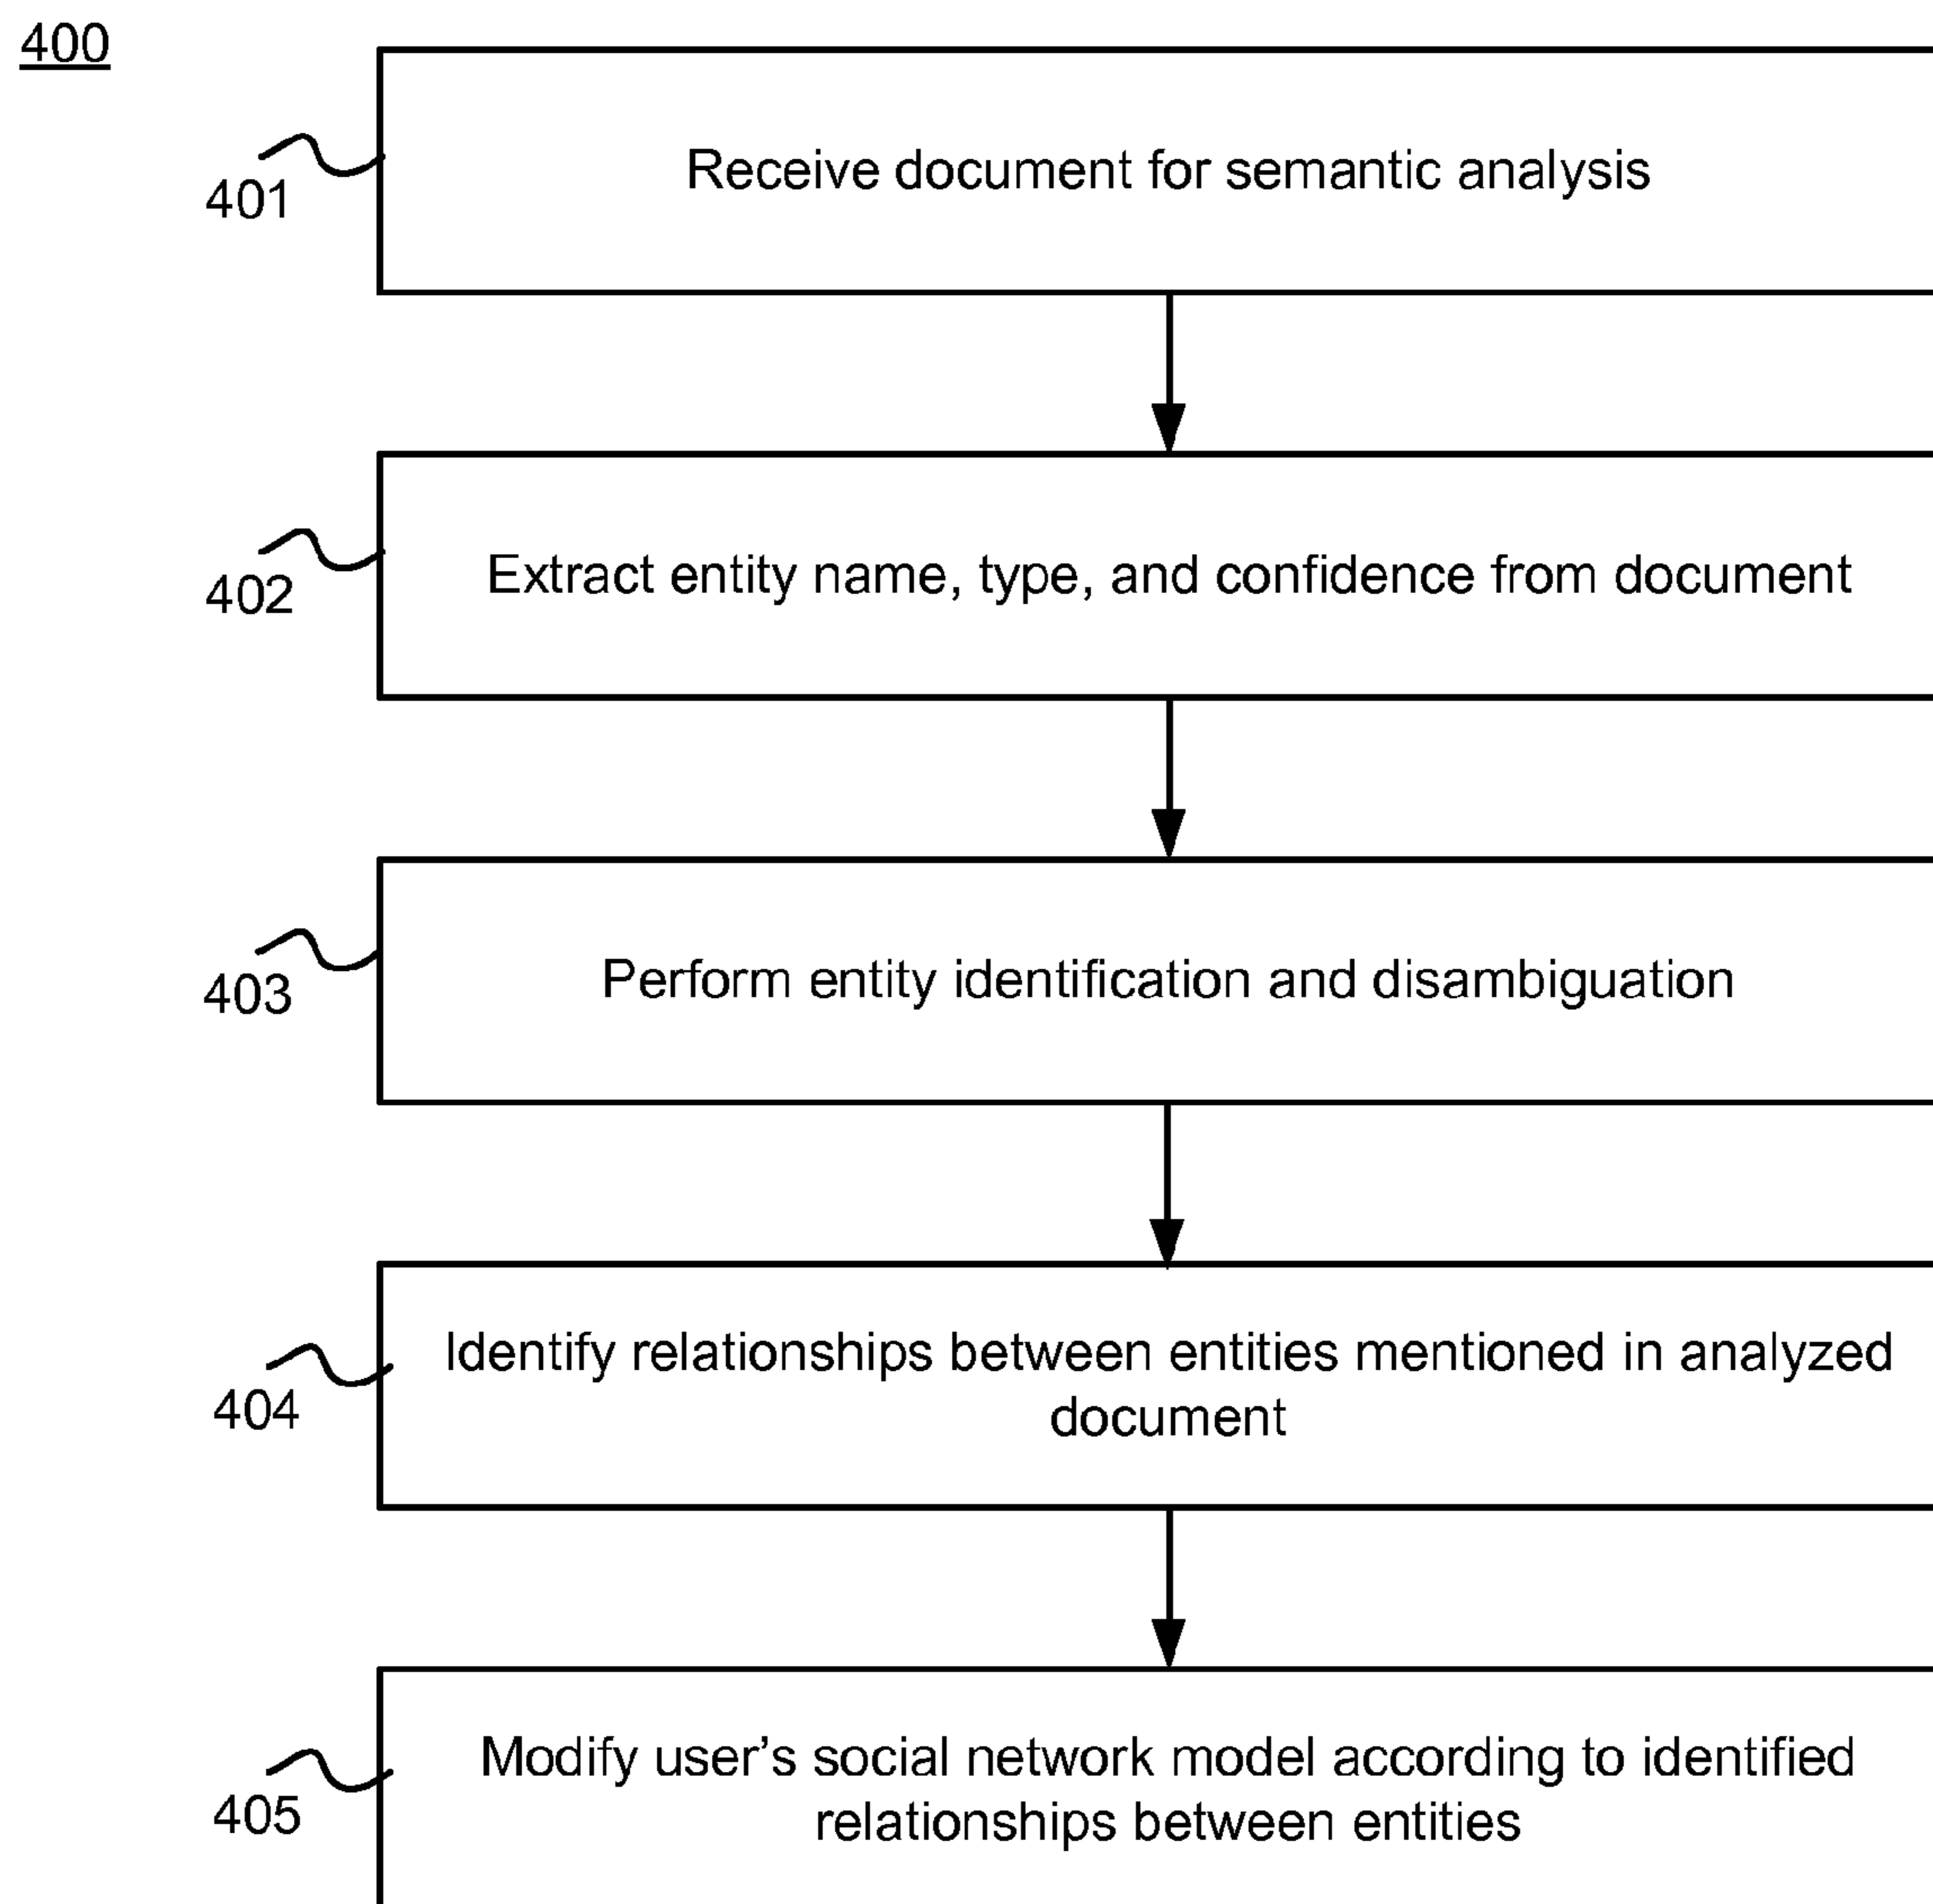 400
Receive document for semantic analysis
401
Extract entity name, type, and confidence from document
402
Perform entity identification and disambiguation
403
Identify relationships between entities mentioned in analyzed
document
404
Modify user’s social network model according to identified
relationships between entities
405